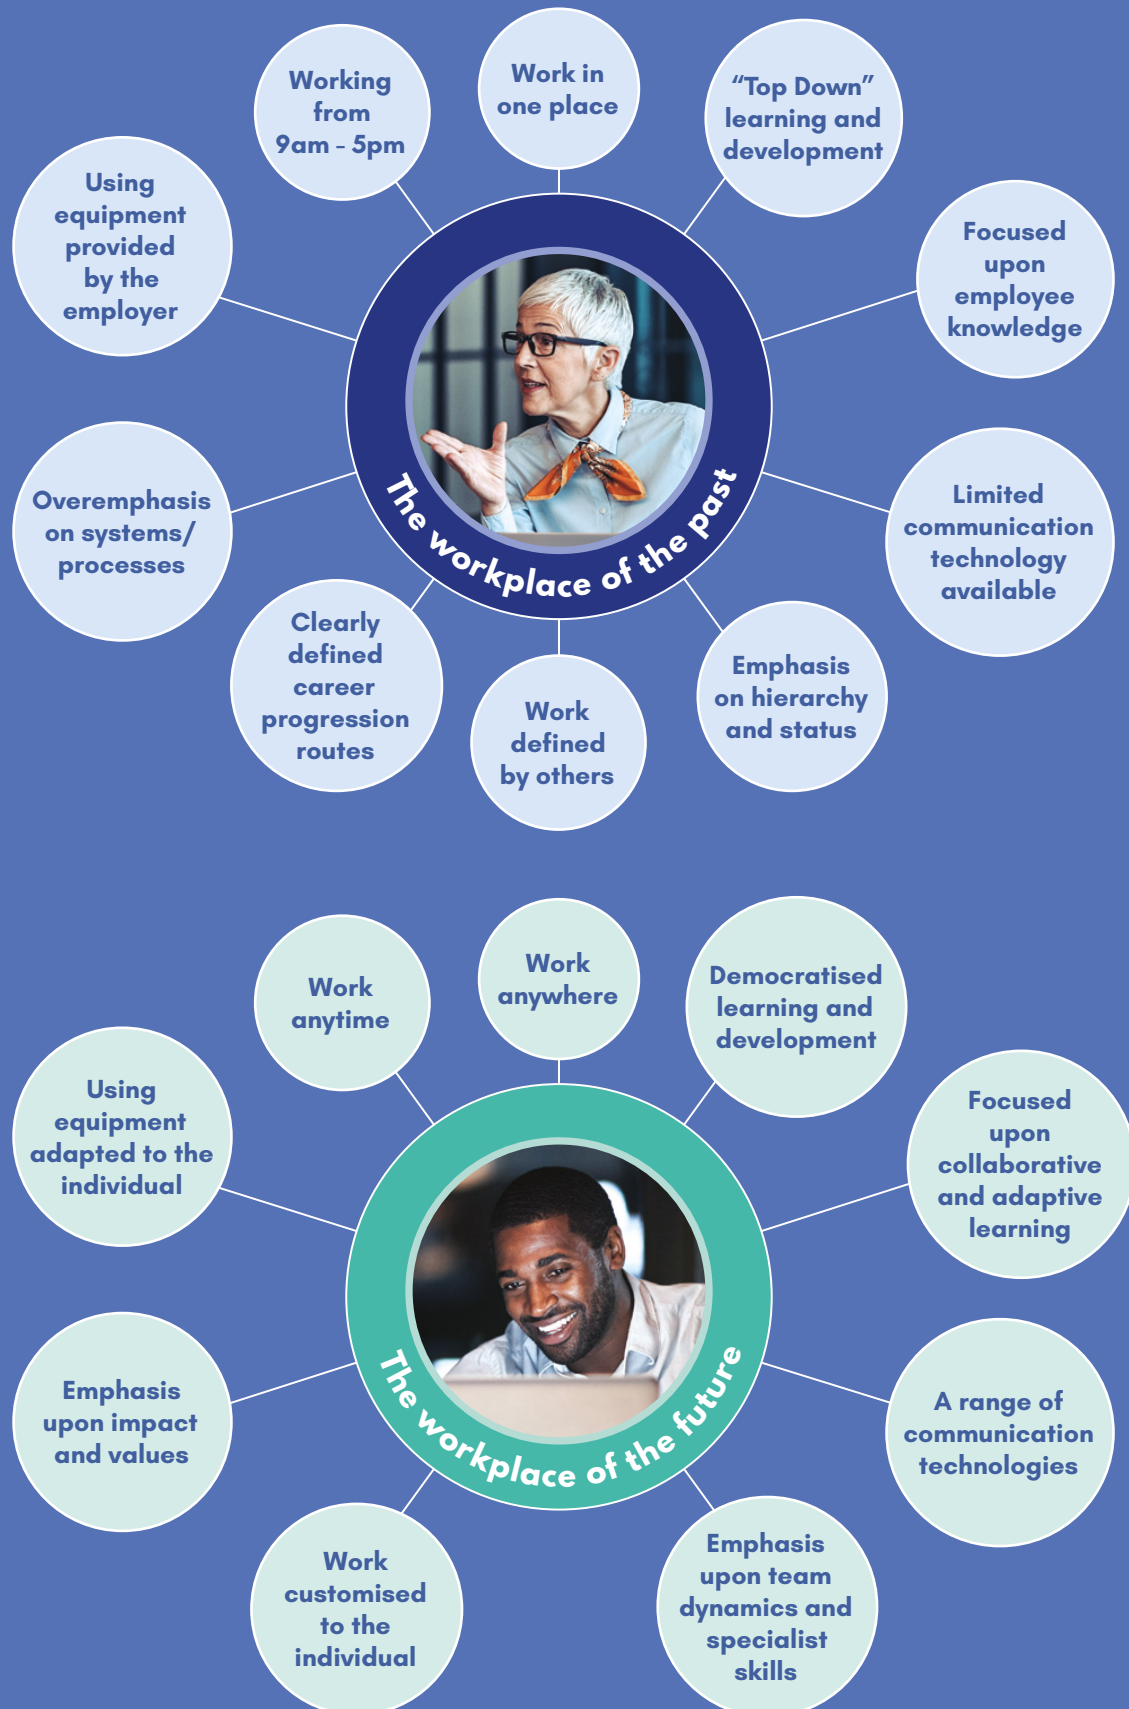 Working
from
9am - 5pm
Work in
one place
“Top Down”
learning and
development
Using
equipment
provided
by the
employer
Focused
upon
employee
knowledge
Overemphasis
on systems/
processes
Limited
communication
technology
available
The workplace of the past
Clearly
defined
career
progression
routes
Work
defined
by others
Emphasis
on hierarchy
and status
Work
anytime
Work
anywhere
Democratised
learning and
development
Using
equipment
adapted to the
individual
Focused
upon
collaborative
and adaptive
learning
Emphasis
upon impact
and values
A range of
communication
technologies
The workplace of the future
Work
customised
to the
individual
Emphasis
upon team
dynamics and
specialist
skills